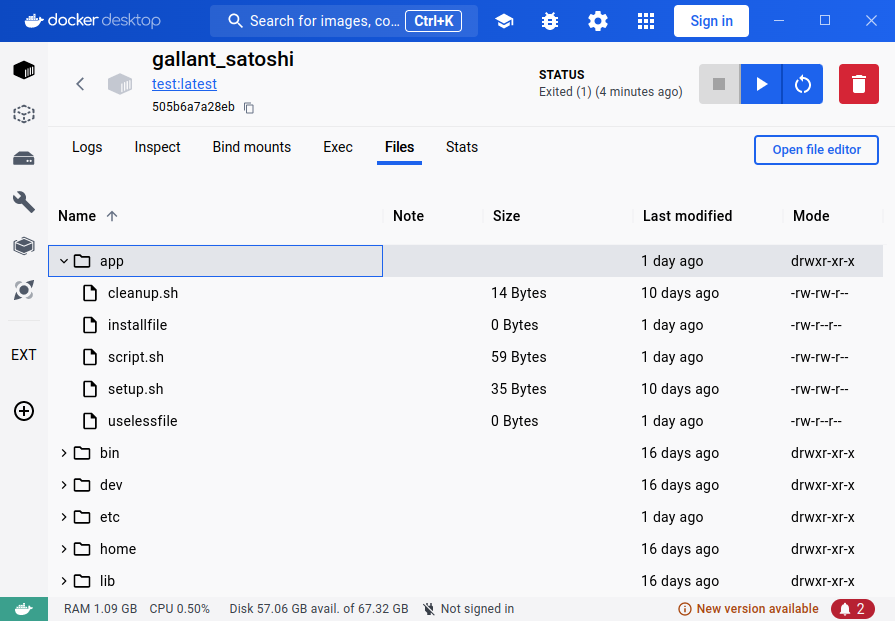 docker desktop
Search for images, co... Ctrl+K
Sign in
gallant_satoshi
test:latest
505b6a7a28eb
STATUS
Exited (1) (4 minutes ago)
Logs Inspect Bind mounts Exec Files Stats
Open file editor
Name Note Size Last modified Mode
app 1 day ago drwxr-xr-x
cleanup.sh 14 Bytes 10 days ago -rw-rw-r--
installfile 0 Bytes 1 day ago -rw-r--r--
script.sh 59 Bytes 1 day ago -rw-rw-r--
setup.sh 35 Bytes 10 days ago -rw-rw-r--
uselessfile 0 Bytes 1 day ago -rw-r--r--
bin 16 days ago drwxr-xr-x
dev 16 days ago drwxr-xr-x
etc 1 day ago drwxr-xr-x
home 16 days ago drwxr-xr-x
lib 16 days ago drwxr-xr-x
EXT
RAM 1.09 GB CPU 0.50% Disk 57.06 GB avail. of 67.32 GB Not signed in New version available 2